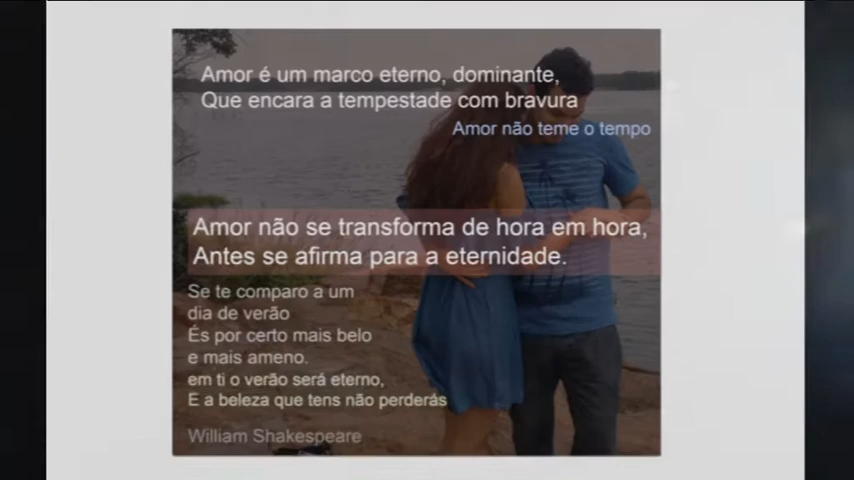 Amor é um marco eterno, dominante,
Que encara a tempestade com bravura
Amor não teme o tempo
Amor não se transforma de hora em hora,
Antes se afirma para a eternidade.
Se te comparo a um
dia de verão
És por certo mais belo
e mais ameno.
em ti o verão será eterno,
E a beleza que tens não perderás
William Shakespeare